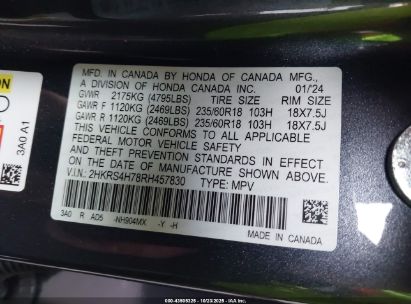 MFD. IN CANADA BY HONDA OF CANADA MFG.,
A DIVISION OF HONDA CANADA INC. 01/24
GVWR 2175KG (4795LBS) TIRE SIZE RIM SIZE
GAWR F 1120KG (2469LBS) 235/60R18 103H 18X7.5J
GAWR R 1120KG (2469LBS) 235/60R18 103H 18X7.5J
THIS VEHICLE CONFORMS TO ALL APPLICABLE
FEDERAL MOTOR VEHICLE SAFETY
AND THEFT PREVENTION STANDARDS IN EFFECT
ON THE DATE OF MANUFACTURE SHOWN ABOVE.
V.I.N.: 2HKRS4H78RH457830 TYPE: MPV
3A0 R AD5 -NH904MX -Y -H
MADE IN CANADA
3A0 A1